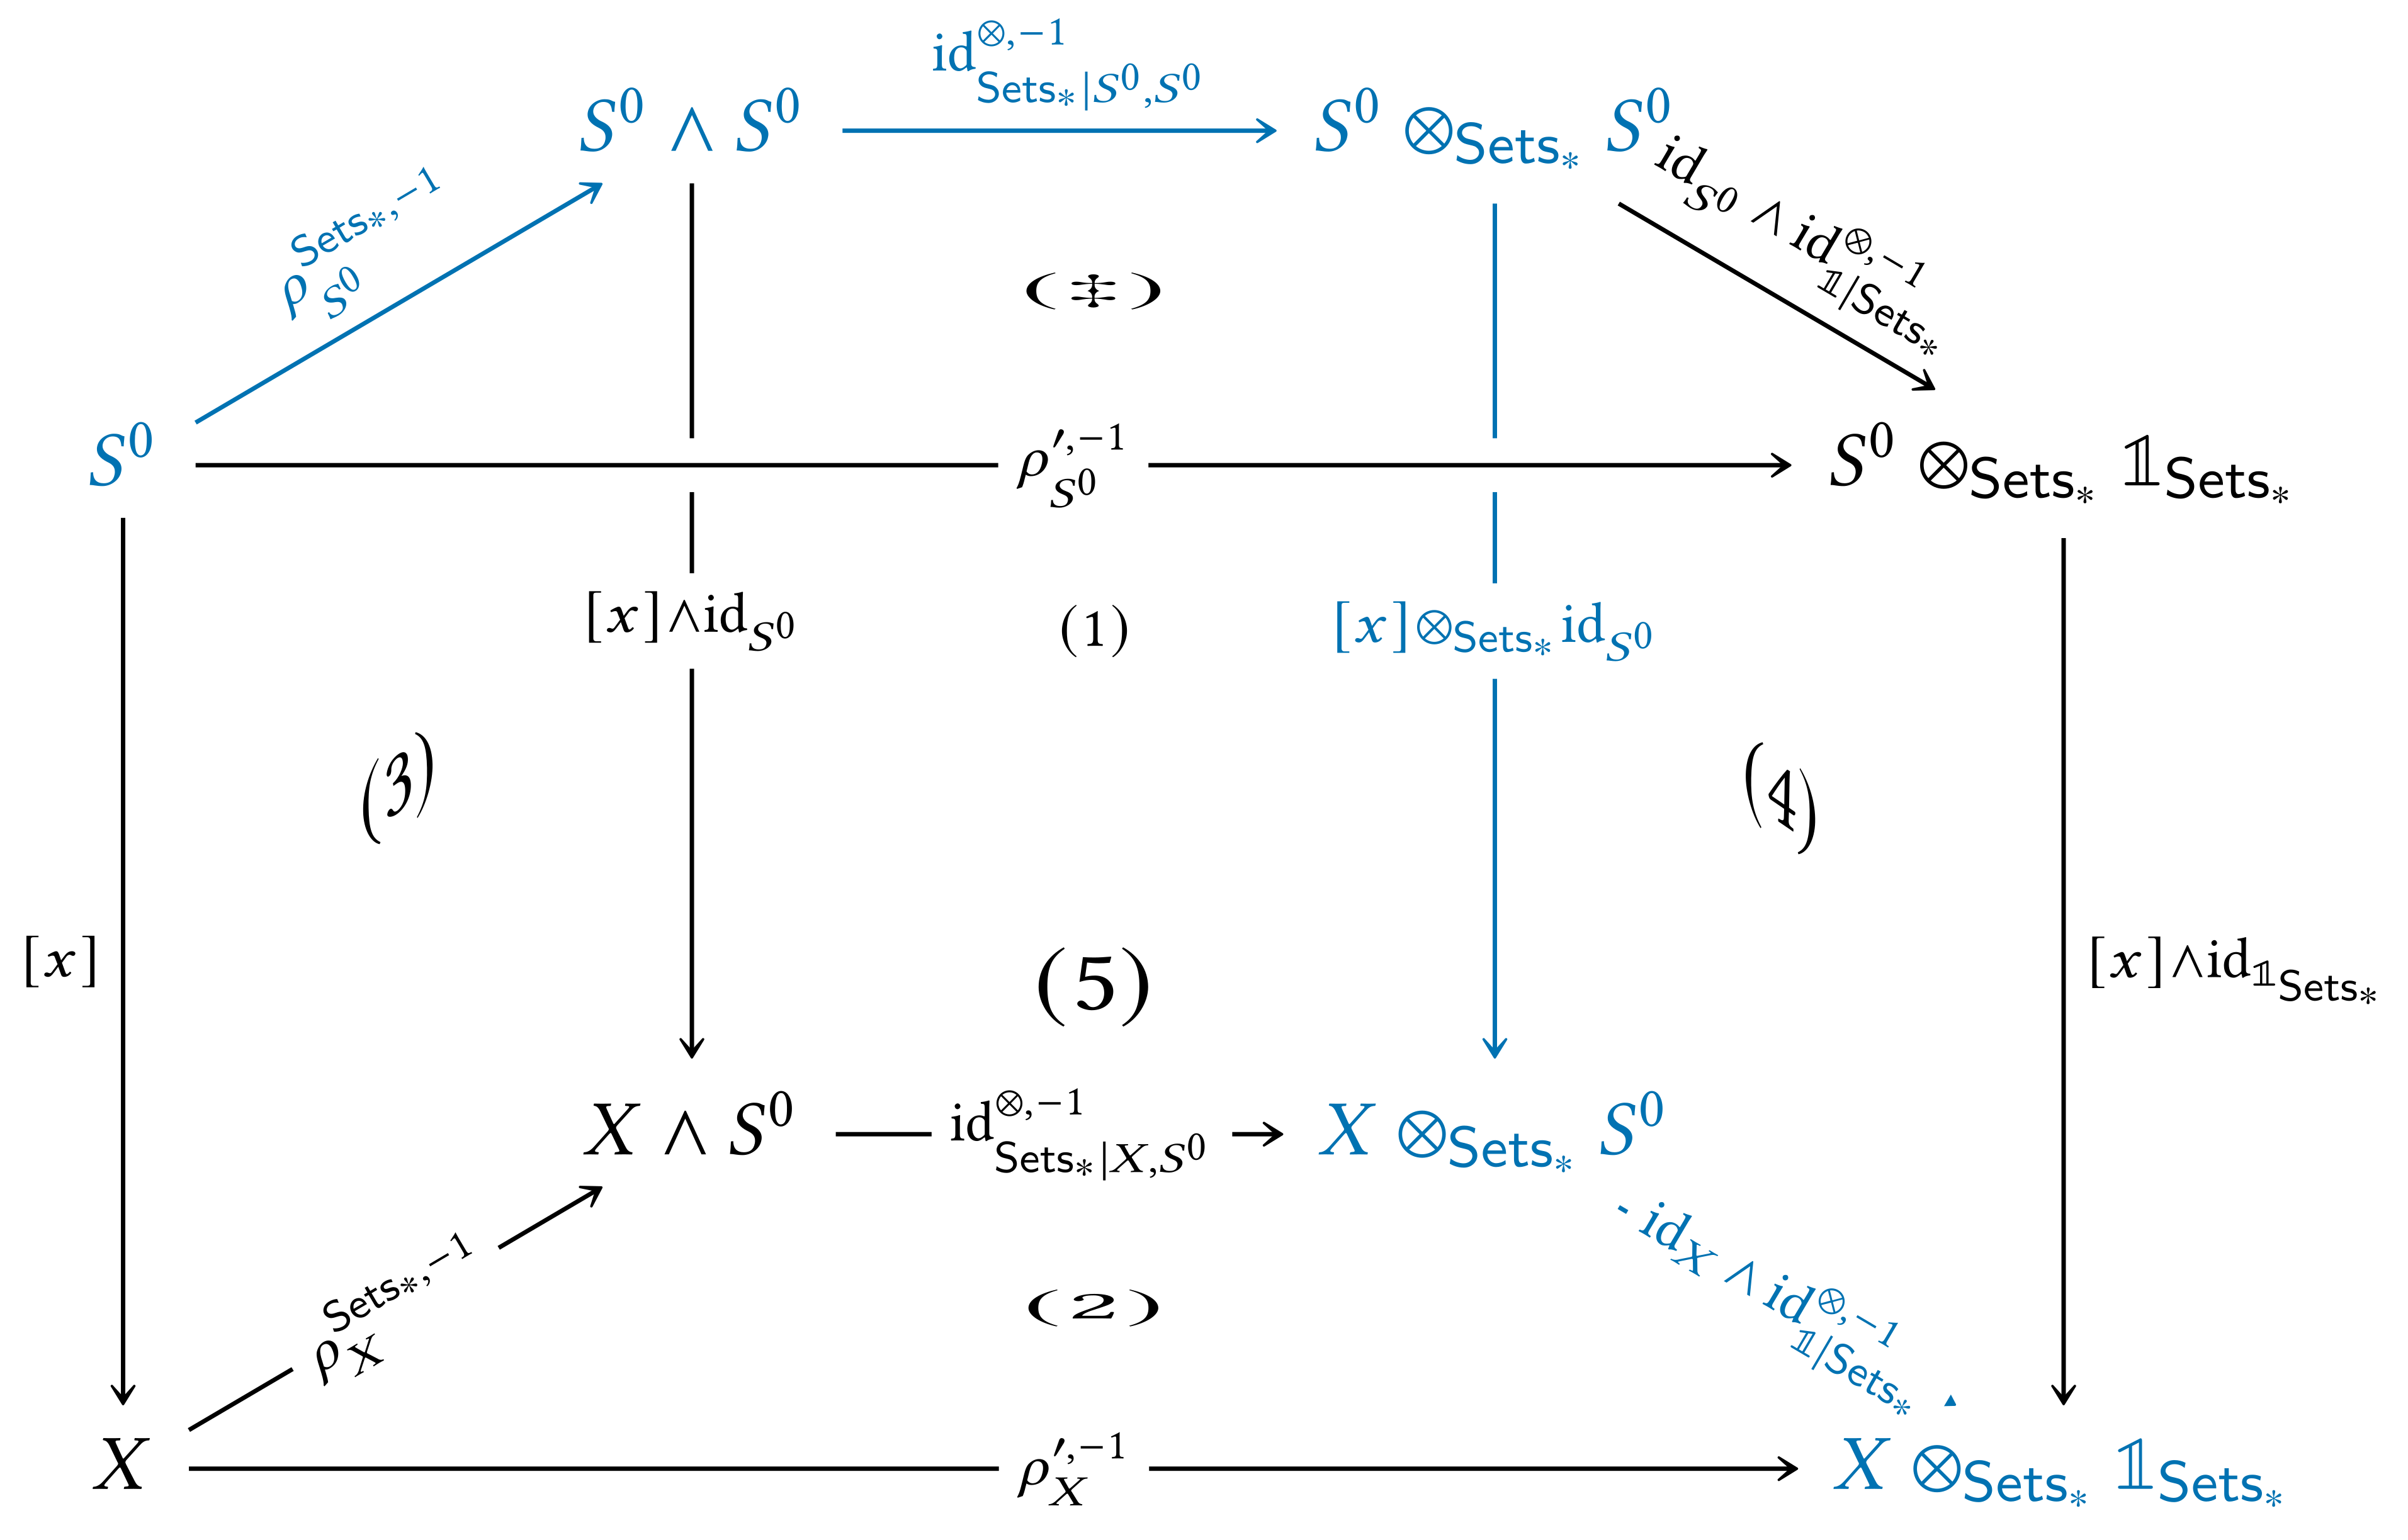 id^{⊗,−1}_{Sets_*|S^0,S^0}
S^0 ∧ S^0
S^0 ⊗_{Sets_*} S^0
ρ^{Sets_*,−1}_{S^0}
id_{S^0} ∧ id^{⊗,−1}_{𝟙|Sets_*}
(‡)
S^0
ρ^{′,−1}_{S^0}
S^0 ⊗_{Sets_*} 𝟙_{Sets_*}
[x]∧id_{S^0}
(1)
[x]⊗_{Sets_*}id_{S^0}
(3)
(4)
[x]
(5)
[x]∧id_{𝟙_{Sets_*}}
X ∧ S^0
id^{⊗,−1}_{Sets_*|X,S^0}
X ⊗_{Sets_*} S^0
ρ^{Sets_*,−1}_X
(2)
id_X ∧ id^{⊗,−1}_{𝟙|Sets_*}
X
ρ^{′,−1}_X
X ⊗_{Sets_*} 𝟙_{Sets_*}